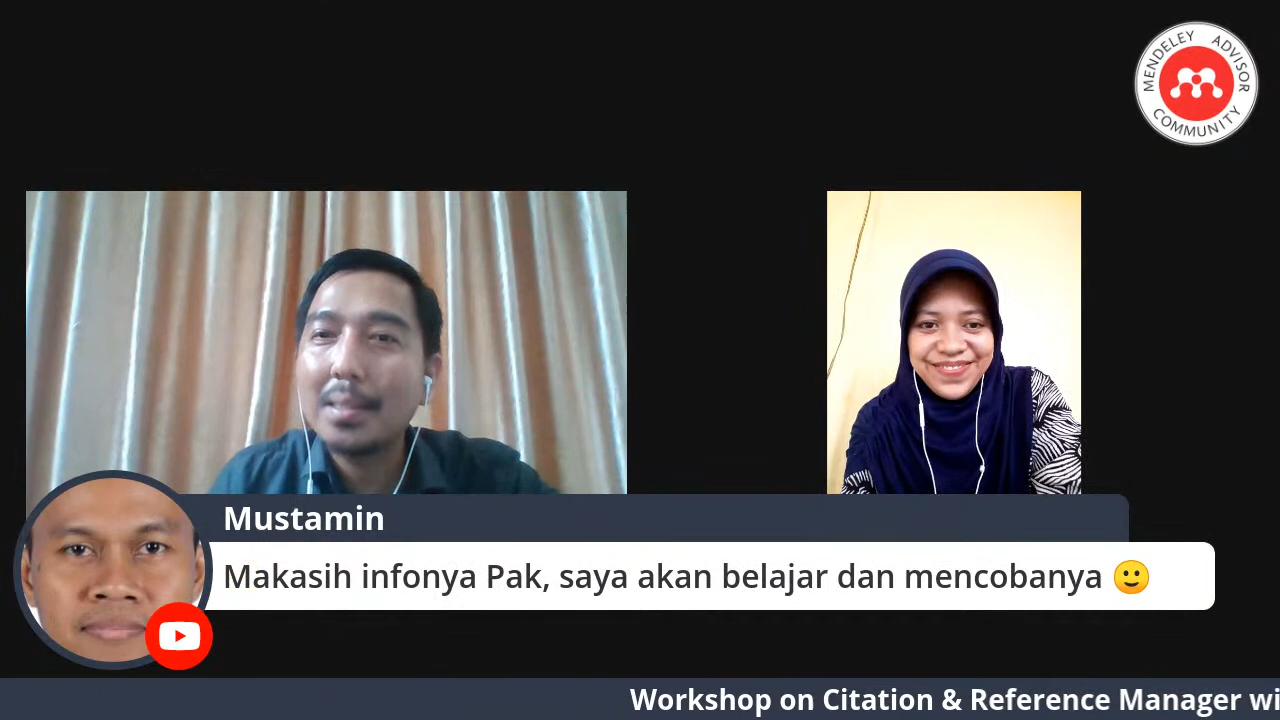 MENDELEY ADVISOR
COMMUNITY
Mustamin
Makasih infonya Pak, saya akan belajar dan mencobanya 🙂
Workshop on Citation & Reference Manager wi